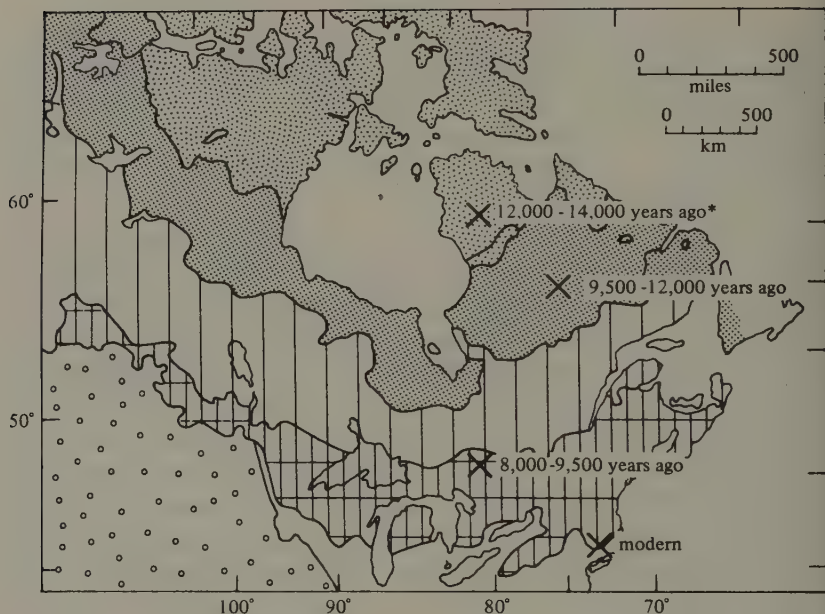 0 500
miles
0 500
km
60°
12,000 - 14,000 years ago*
9,500 -12,000 years ago
50°
8,000-9,500 years ago
modern
100° 90° 80° 70°